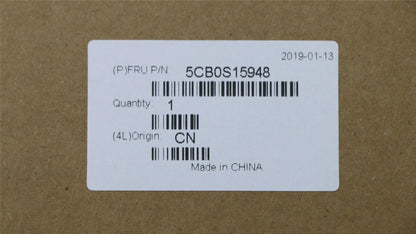 2019-01-13
(P)FRU P/N 5CB0S15948
Quantity: 1
(4L)Origin: CN
Made in CHINA